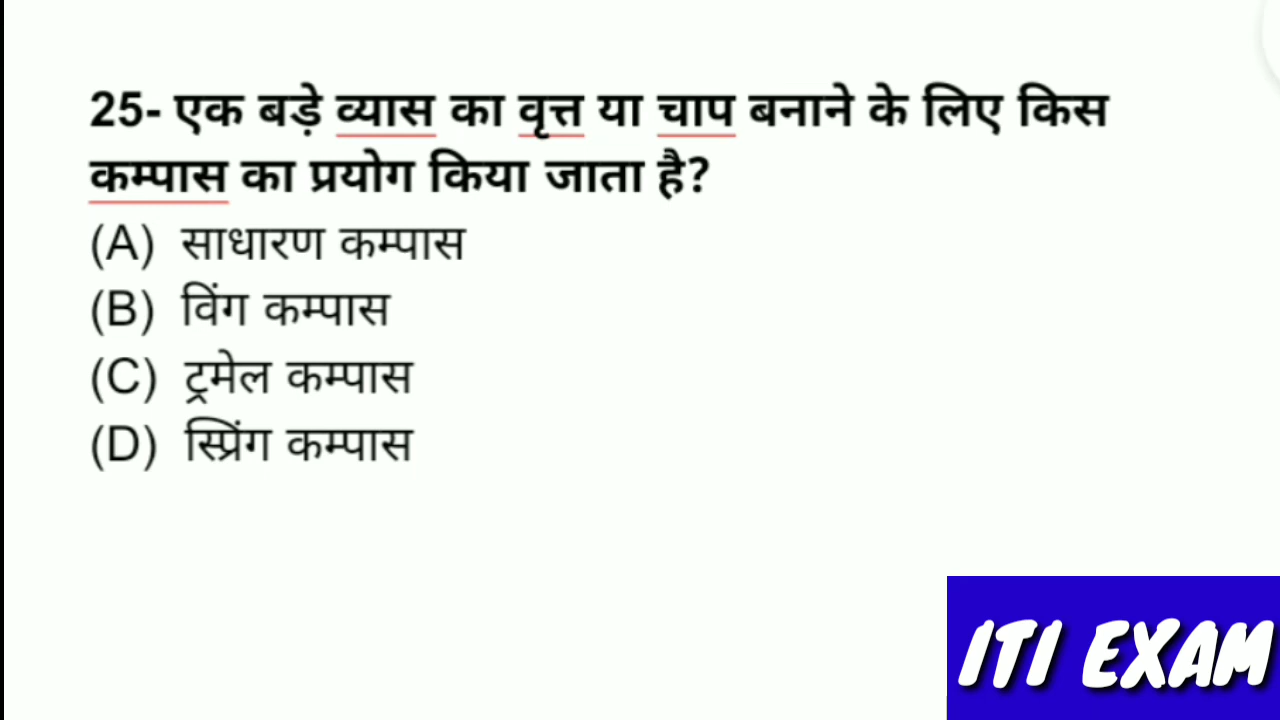 25- एक बड़े व्यास का वृत्त या चाप बनाने के लिए किस
कम्पास का प्रयोग किया जाता है?
(A) साधारण कम्पास
(B) विंग कम्पास
(C) ट्रमेल कम्पास
(D) स्प्रिंग कम्पास
ITI EXAM